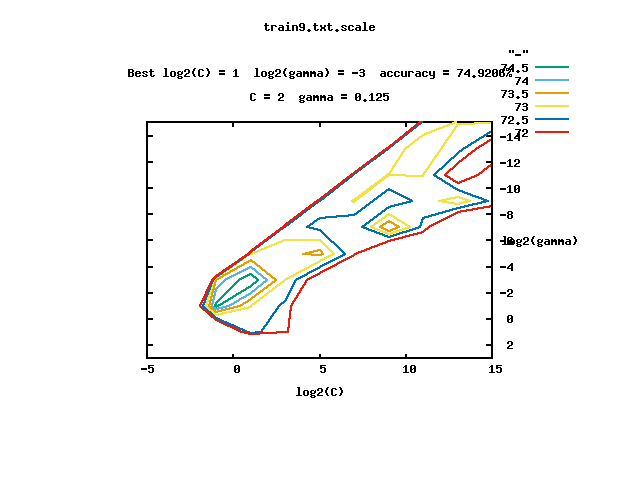 train9.txt.scale
"-"
Best log2(C) = 1 log2(gamma) = -3 accuracy = 74.9206%
74.5
74
C = 2 gamma = 0.125
73.5
73
72.5
72
-14
-12
-10
-8
-6
log2(gamma)
-4
-2
0
2
-5 0 5 10 15
log2(C)